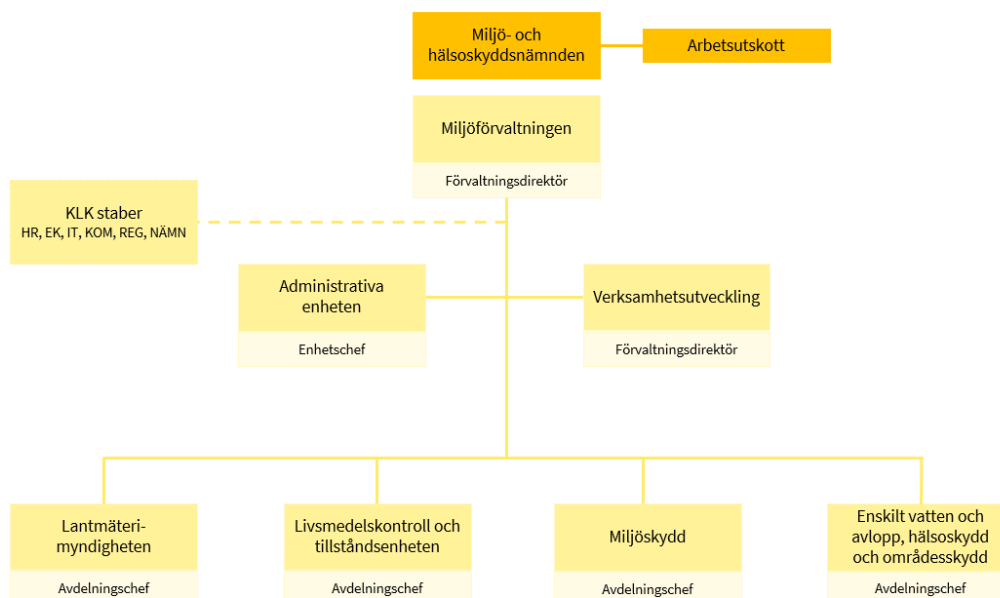 Miljö- och
hälsoskyddsnämnden
Arbetsutskott
Miljöförvaltningen
Förvaltningsdirektör
KLK staber
HR, EK, IT, KOM, REG, NÄMN
Administrativa
enheten
Enhetschef
Verksamhetsutveckling
Förvaltningsdirektör
Lantmäteri-
myndigheten
Avdelningschef
Livsmedelskontroll och
tillståndsenheten
Avdelningschef
Miljöskydd
Avdelningschef
Enskilt vatten och
avlopp, hälsoskydd
och områdesskydd
Avdelningschef